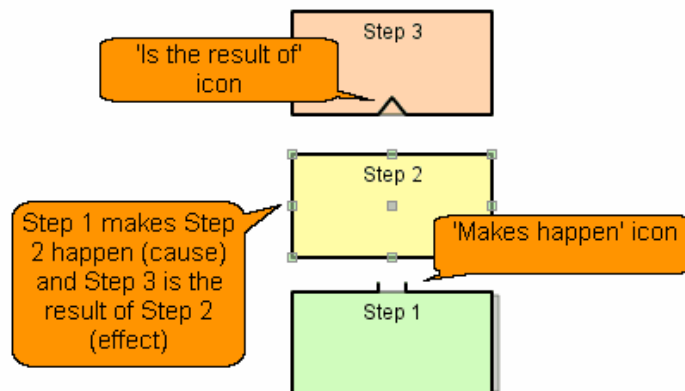 Step 3
'Is the result of'
icon
Step 2
Step 1 makes Step
2 happen (cause)
and Step 3 is the
result of Step 2
(effect)
'Makes happen' icon
Step 1